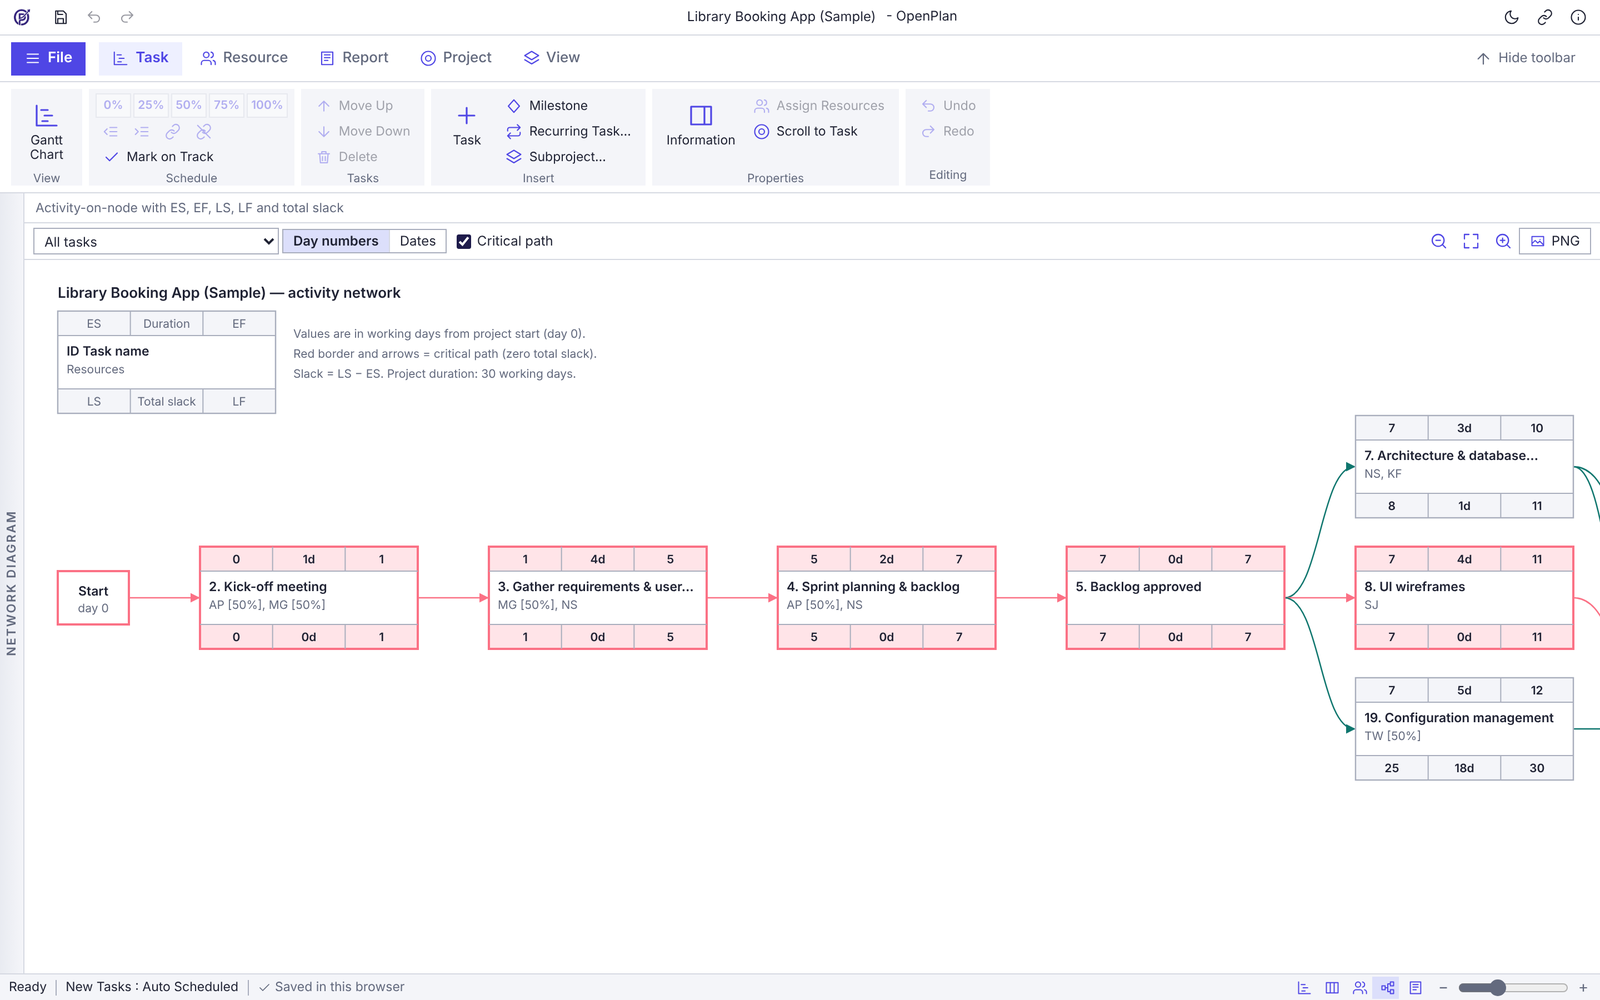 Library Booking App (Sample) - OpenPlan
File Task Resource Report Project View Hide toolbar
Gantt Chart
View
0% 25% 50% 75% 100%
Mark on Track
Schedule
Move Up
Move Down
Delete
Tasks
Task
Milestone
Recurring Task...
Subproject...
Insert
Information
Assign Resources
Scroll to Task
Properties
Undo
Redo
Editing
Activity-on-node with ES, EF, LS, LF and total slack
All tasks Day numbers Dates Critical path PNG
NETWORK DIAGRAM
Library Booking App (Sample) — activity network
ES Duration EF
ID Task name
Resources
LS Total slack LF
Values are in working days from project start (day 0).
Red border and arrows = critical path (zero total slack).
Slack = LS − ES. Project duration: 30 working days.
Start
day 0
0 1d 1
2. Kick-off meeting
AP [50%], MG [50%]
0 0d 1
1 4d 5
3. Gather requirements & user...
MG [50%], NS
1 0d 5
5 2d 7
4. Sprint planning & backlog
AP [50%], NS
5 0d 7
7 0d 7
5. Backlog approved
7 0d 7
7 3d 10
7. Architecture & database...
NS, KF
8 1d 11
7 4d 11
8. UI wireframes
SJ
7 0d 11
7 5d 12
19. Configuration management
TW [50%]
25 18d 30
Ready New Tasks : Auto Scheduled Saved in this browser